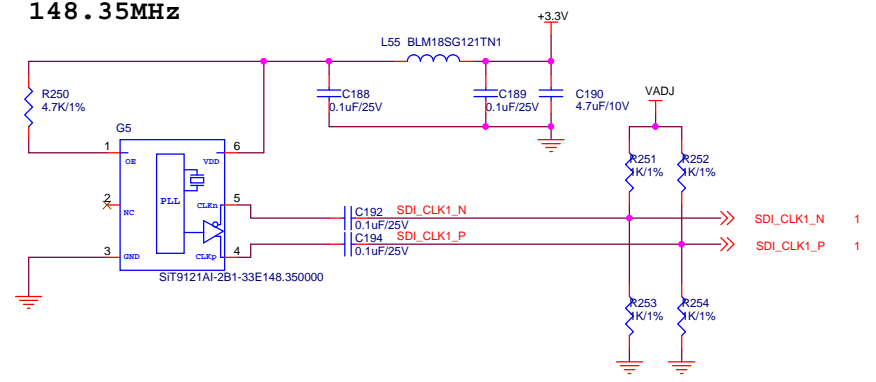 148.35MHz
+3.3V
L55 BLM18SG121TN1
R250
4.7K/1%
C188
0.1uF/25V
C189
0.1uF/25V
C190
4.7uF/10V
VADJ
G5
1
OE
VDD
6
R251
1K/1%
R252
1K/1%
2
NC
PLL
CLKn
5
C192
0.1uF/25V
SDI_CLK1_N
SDI_CLK1_N 1
3
GND
CLKp
4
C194
0.1uF/25V
SDI_CLK1_P
SDI_CLK1_P 1
SiT9121AI-2B1-33E148.350000
R253
1K/1%
R254
1K/1%